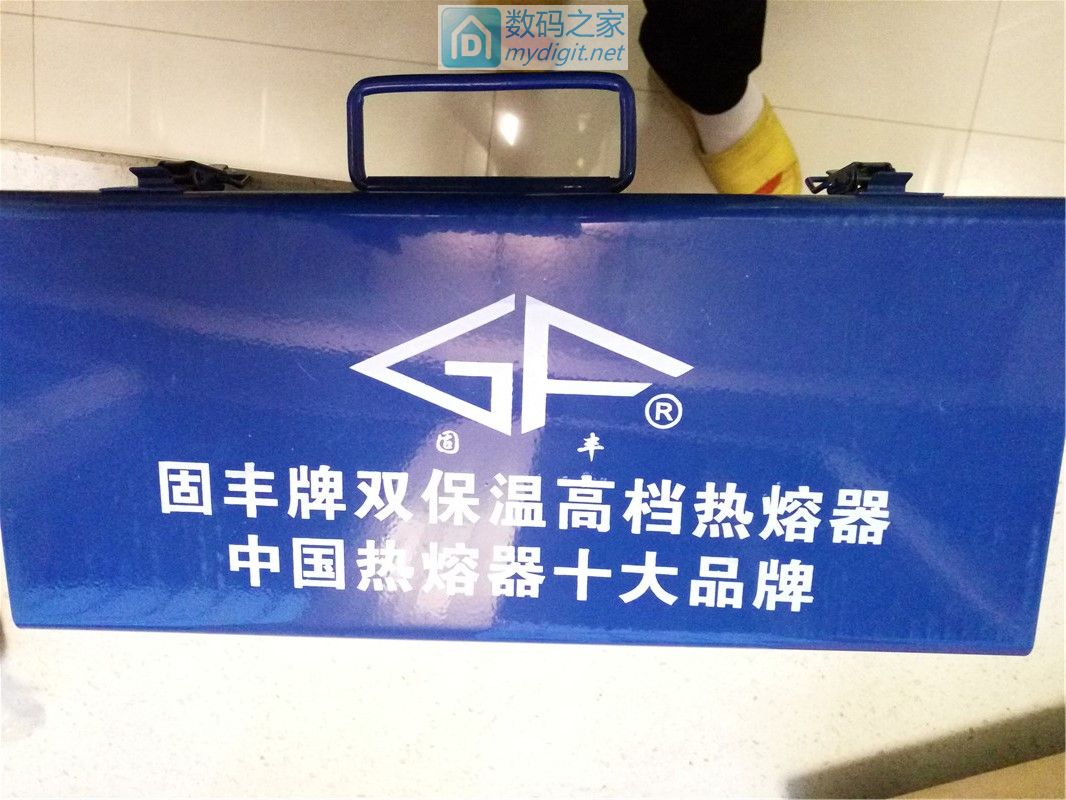 数码之家
mydigit.net
GF®
固丰
固丰牌双保温高档热熔器
中国热熔器十大品牌